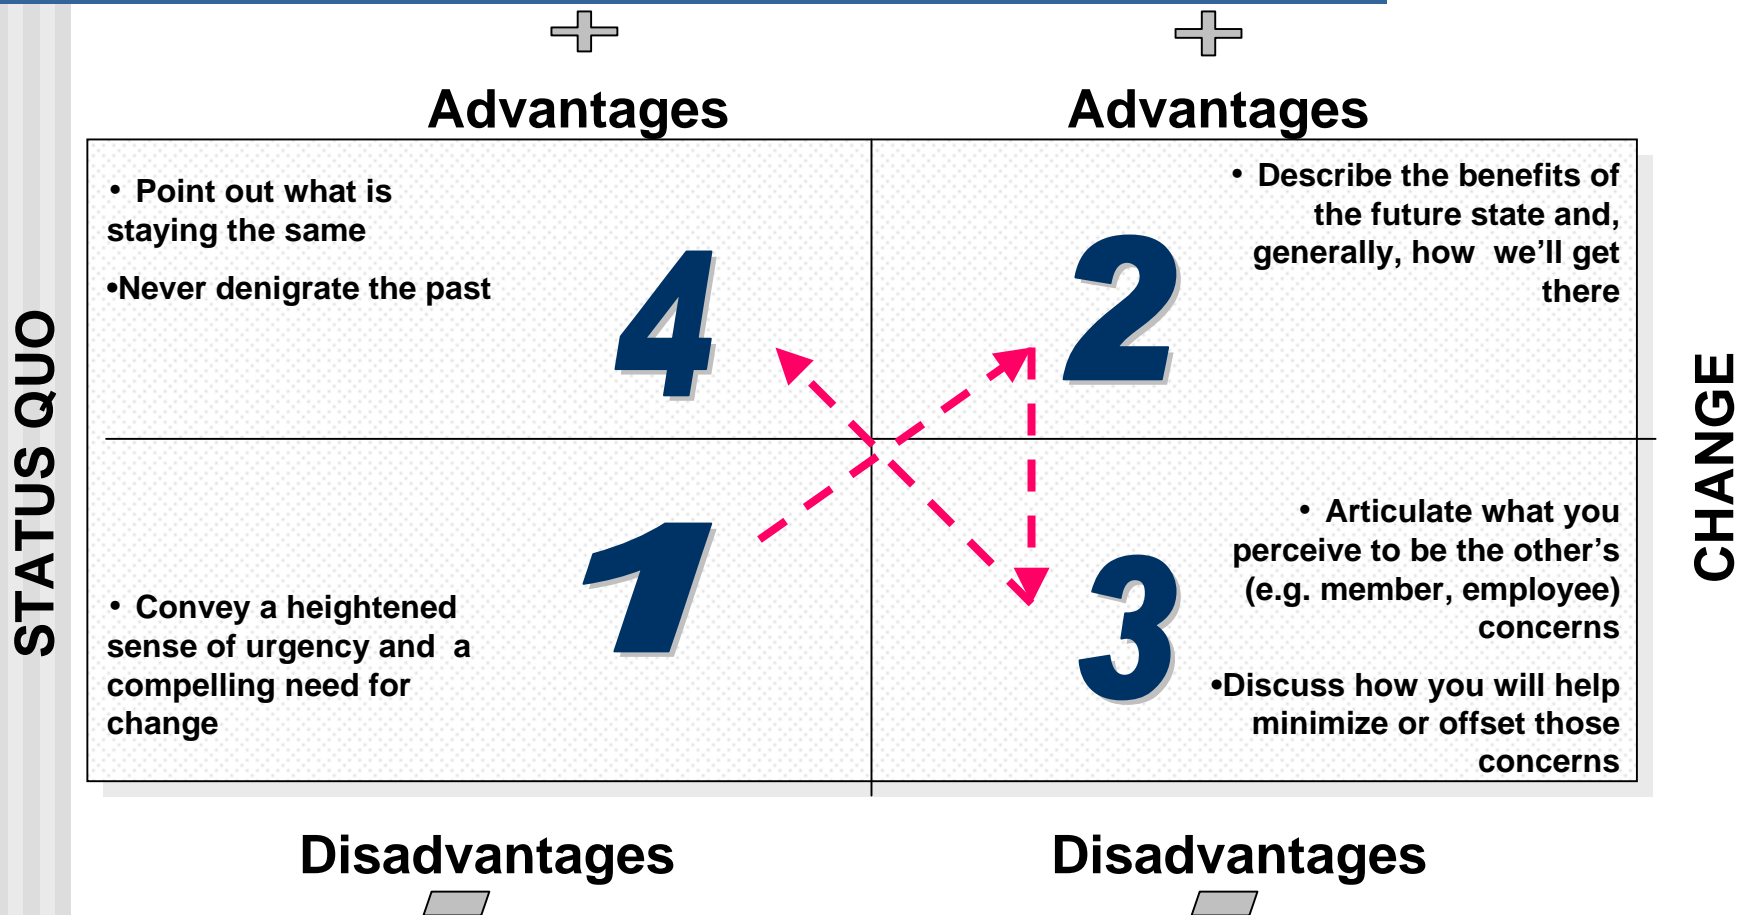 Advantages
Advantages
STATUS QUO
• Point out what is
staying the same
•Never denigrate the past
4
2
• Describe the benefits of
the future state and,
generally, how  we’ll get
there
CHANGE
• Convey a heightened
sense of urgency and  a
compelling need for
change
1
3
• Articulate what you
perceive to be the other’s
(e.g. member, employee)
concerns
•Discuss how you will help
minimize or offset those
concerns
Disadvantages
Disadvantages